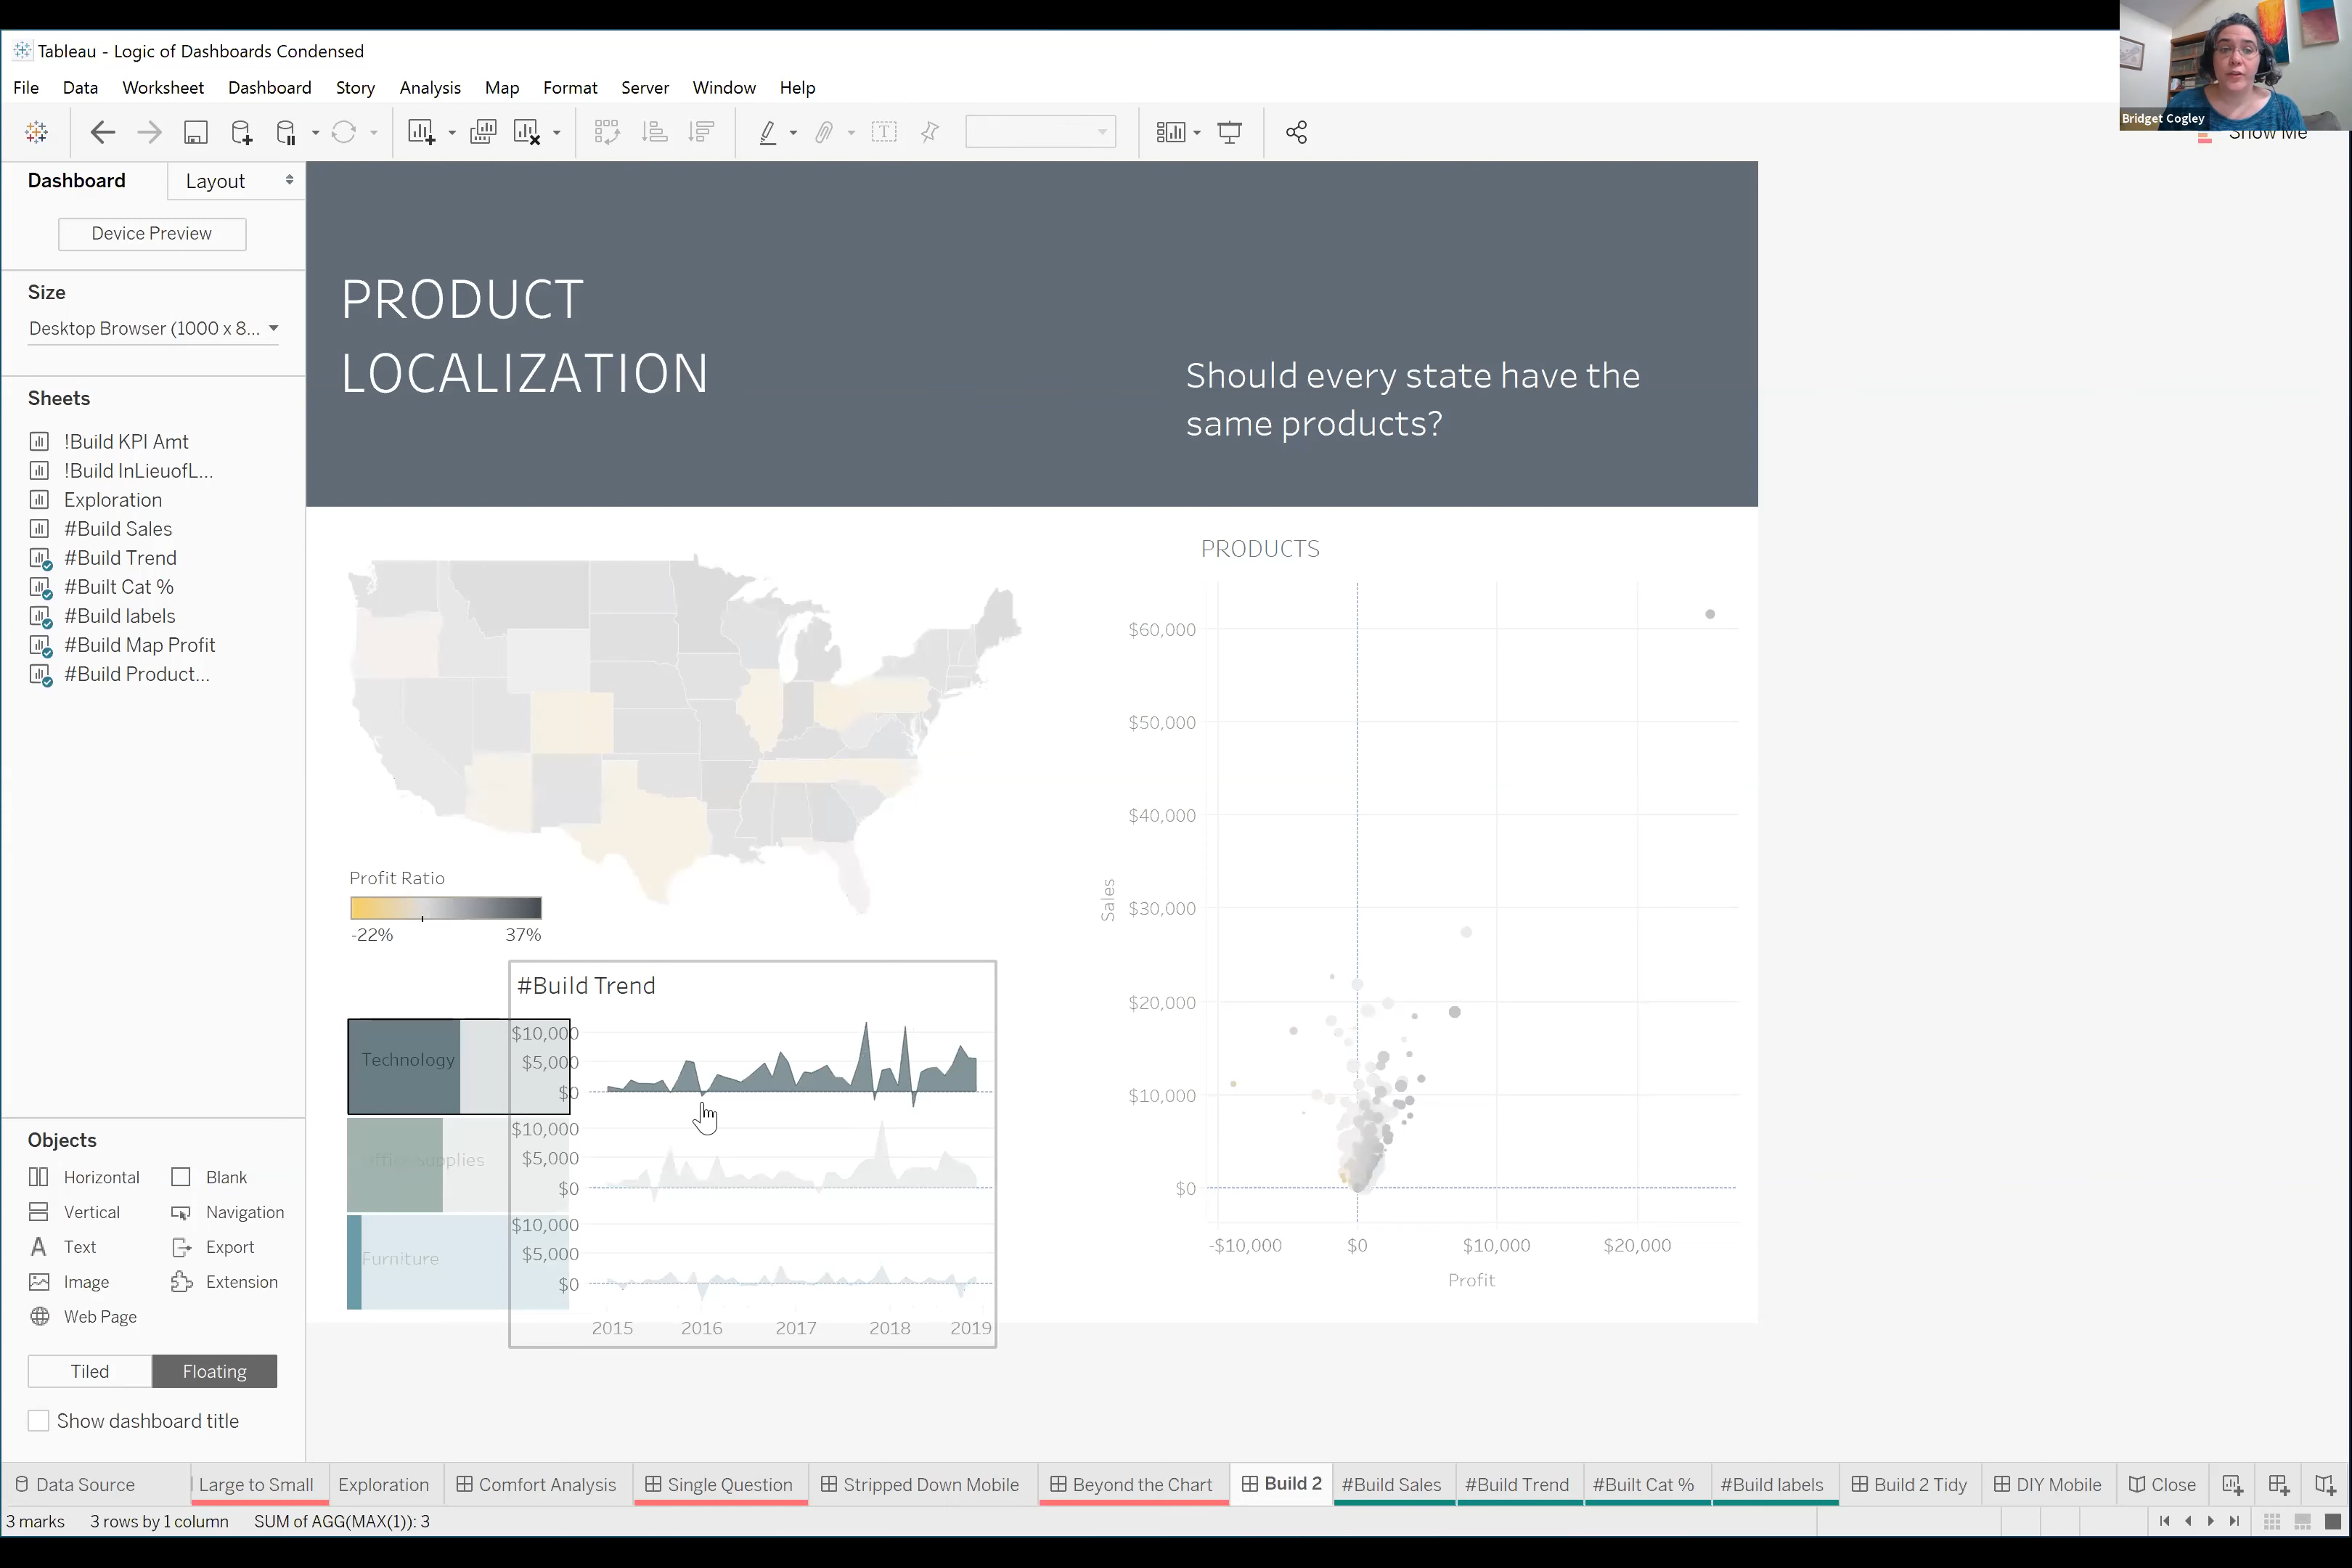 Tableau - Logic of Dashboards Condensed
File Data Worksheet Dashboard Story Analysis Map Format Server Window Help
Bridget Cogley
Show Me
Dashboard
Layout
Device Preview
Size
Desktop Browser (1000 x 8...
Sheets
!Build KPI Amt
!Build InLieuofL...
Exploration
#Build Sales
#Build Trend
#Built Cat %
#Build labels
#Build Map Profit
#Build Product...
Objects
Horizontal Blank
Vertical Navigation
Text Export
Image Extension
Web Page
Tiled Floating
Show dashboard title
PRODUCT
LOCALIZATION
Should every state have the
same products?
Profit Ratio
-22% 37%
#Build Trend
Technology
Office Supplies
Furniture
$10,000
$5,000
$0
$10,000
$5,000
$0
$10,000
$5,000
$0
2015 2016 2017 2018 2019
PRODUCTS
Sales
$60,000
$50,000
$40,000
$30,000
$20,000
$10,000
$0
-$10,000 $0 $10,000 $20,000
Profit
Data Source Large to Small Exploration Comfort Analysis Single Question Stripped Down Mobile Beyond the Chart Build 2 #Build Sales #Build Trend #Built Cat % #Build labels Build 2 Tidy DIY Mobile Close
3 marks 3 rows by 1 column SUM of AGG(MAX(1)): 3